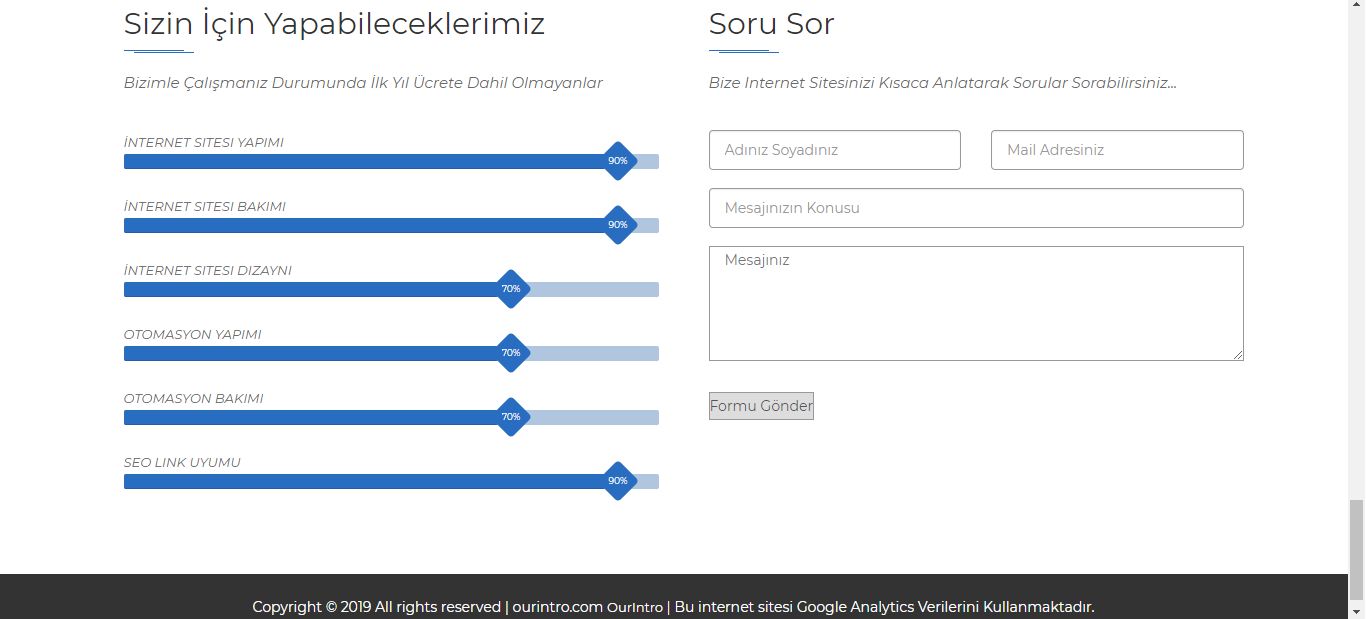 Sizin İçin Yapabileceklerimiz
Bizimle Çalışmanız Durumunda İlk Yıl Ücrete Dahil Olmayanlar
İNTERNET SITESI YAPIMI
90%
İNTERNET SITESI BAKIMI
90%
İNTERNET SITESI DIZAYNI
70%
OTOMASYON YAPIMI
70%
OTOMASYON BAKIMI
70%
SEO LINK UYUMU
90%
Soru Sor
Bize Internet Sitesinizi Kısaca Anlatarak Sorular Sorabilirsiniz...
Adınız Soyadınız
Mail Adresiniz
Mesajınızın Konusu
Mesajınız
Formu Gönder
Copyright © 2019 All rights reserved | ourintro.com OurIntro | Bu internet sitesi Google Analytics Verilerini Kullanmaktadır.